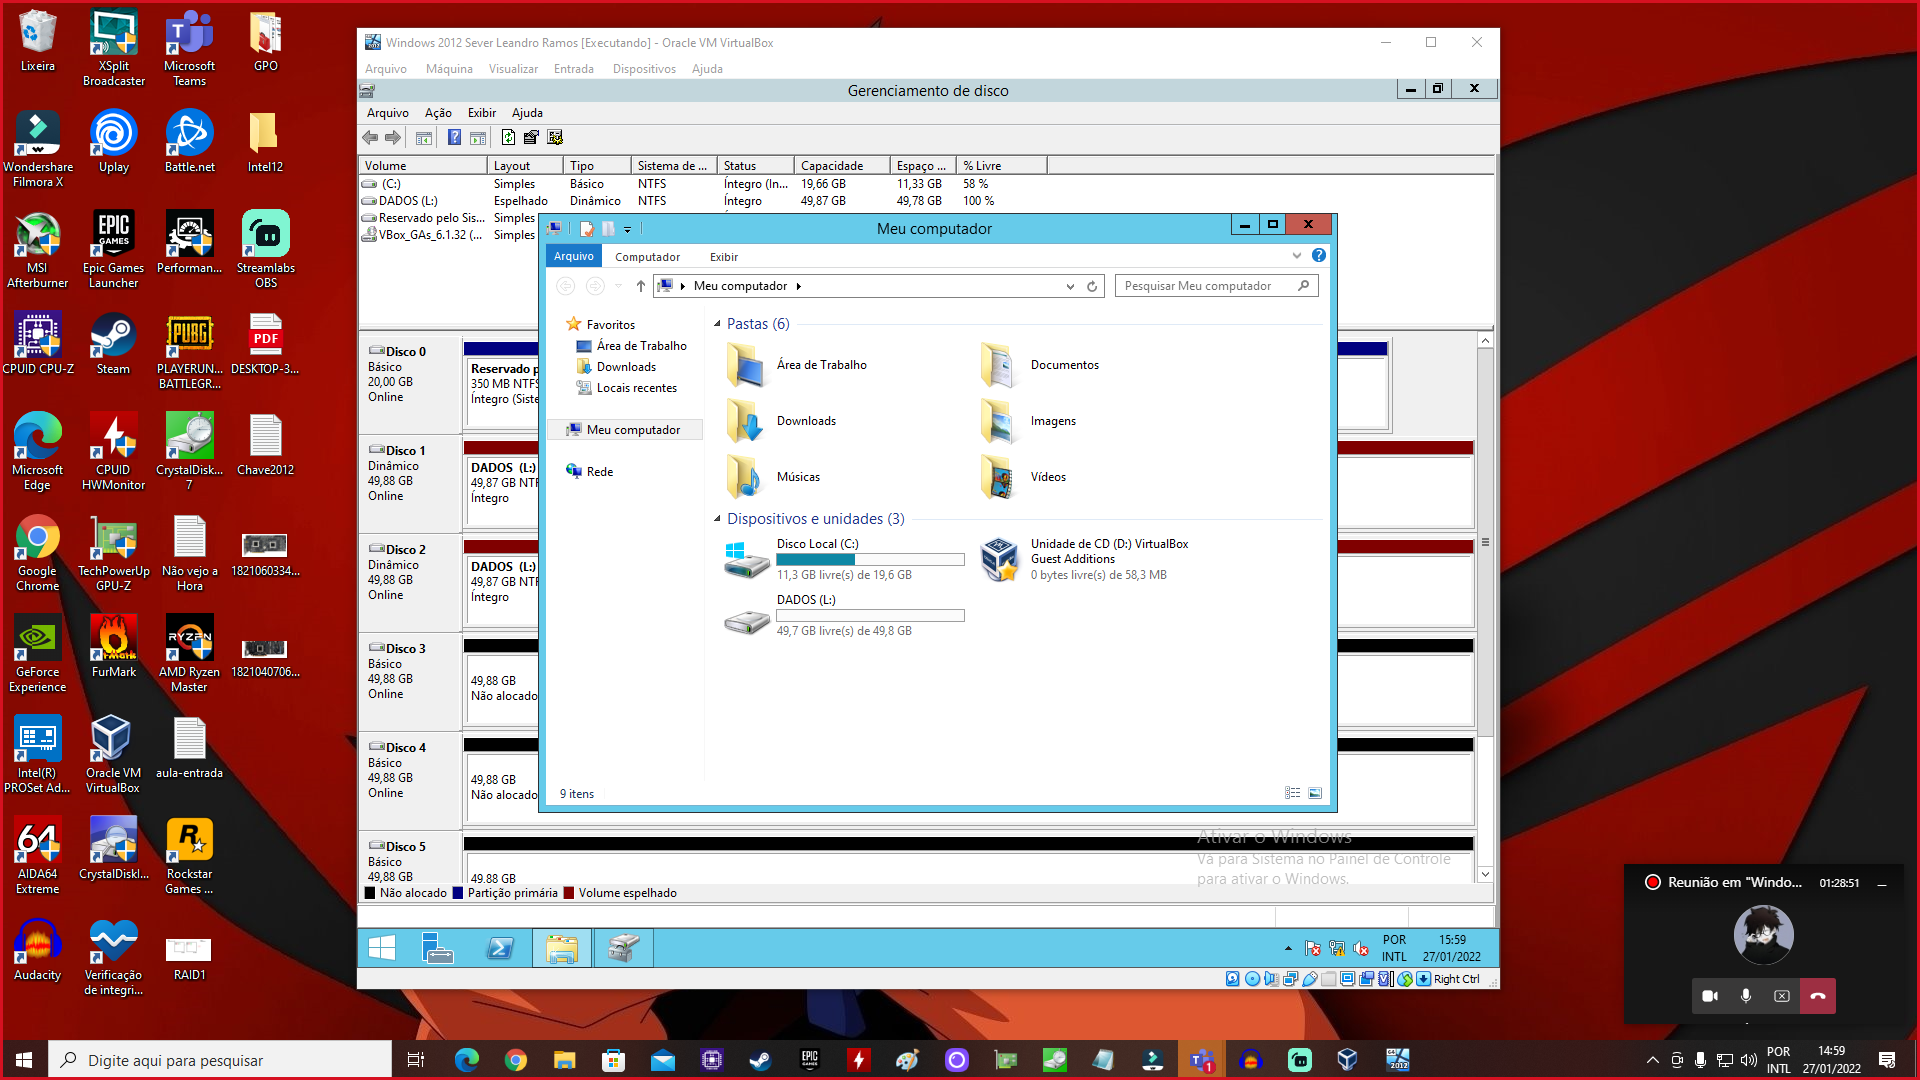 Lixeira
XSplit
Broadcaster
Microsoft
Teams
GPO
Wondershare
Filmora X
Uplay
Battle.net
Intel12
MSI
Afterburner
Epic Games
Launcher
Performan...
Streamlabs
OBS
CPUID CPU-Z
Steam
PLAYERUN...
BATTLEGR...
DESKTOP-3...
Microsoft
Edge
CPUID
HWMonitor
CrystalDisk...
7
Chave2012
Google
Chrome
TechPowerUp
GPU-Z
Não vejo a
Hora
1821060334...
GeForce
Experience
FurMark
AMD Ryzen
Master
1821040706...
Intel(R)
PROSet Ad...
Oracle VM
VirtualBox
aula-entrada
AIDA64
Extreme
CrystalDiskI...
Rockstar
Games ...
Audacity
Verificação
de integri...
RAID1
EPIC
GAMES
PUBG
PDF
RYZEN
64
Windows 2012 Sever Leandro Ramos [Executando] - Oracle VM VirtualBox
Arquivo Máquina Visualizar Entrada Dispositivos Ajuda
Gerenciamento de disco
Arquivo Ação Exibir Ajuda
Volume Layout Tipo Sistema de ... Status Capacidade Espaço ... % Livre
(C:) Simples Básico NTFS Íntegro (In... 19,66 GB 11,33 GB 58 %
DADOS (L:) Espelhado Dinâmico NTFS Íntegro 49,87 GB 49,78 GB 100 %
Reservado pelo Sis... Simples
VBox_GAs_6.1.32 (... Simples
Disco 0
Básico
20,00 GB
Online
Reservado p
350 MB NTFS
Íntegro (Siste
Disco 1
Dinâmico
49,88 GB
Online
DADOS (L:)
49,87 GB NTF
Íntegro
Disco 2
Dinâmico
49,88 GB
Online
DADOS (L:)
49,87 GB NTF
Íntegro
Disco 3
Básico
49,88 GB
Online
49,88 GB
Não alocado
Disco 4
Básico
49,88 GB
Online
49,88 GB
Não alocado
Disco 5
Básico
49,88 GB
49,88 GB
Não alocado Partição primária Volume espelhado
Meu computador
Arquivo Computador Exibir
Meu computador
Pesquisar Meu computador
Favoritos
Área de Trabalho
Downloads
Locais recentes
Meu computador
Rede
Pastas (6)
Área de Trabalho
Documentos
Downloads
Imagens
Músicas
Vídeos
Dispositivos e unidades (3)
Disco Local (C:)
11,3 GB livre(s) de 19,6 GB
Unidade de CD (D:) VirtualBox
Guest Additions
0 bytes livre(s) de 58,3 MB
DADOS (L:)
49,7 GB livre(s) de 49,8 GB
9 itens
Ativar o Windows
Vá para Sistema no Painel de Controle
para ativar o Windows.
POR
INTL
15:59
27/01/2022
Right Ctrl
Reunião em "Windo... 01:28:51
Digite aqui para pesquisar
EPIC
GAMES
1
2012
POR
INTL
14:59
27/01/2022